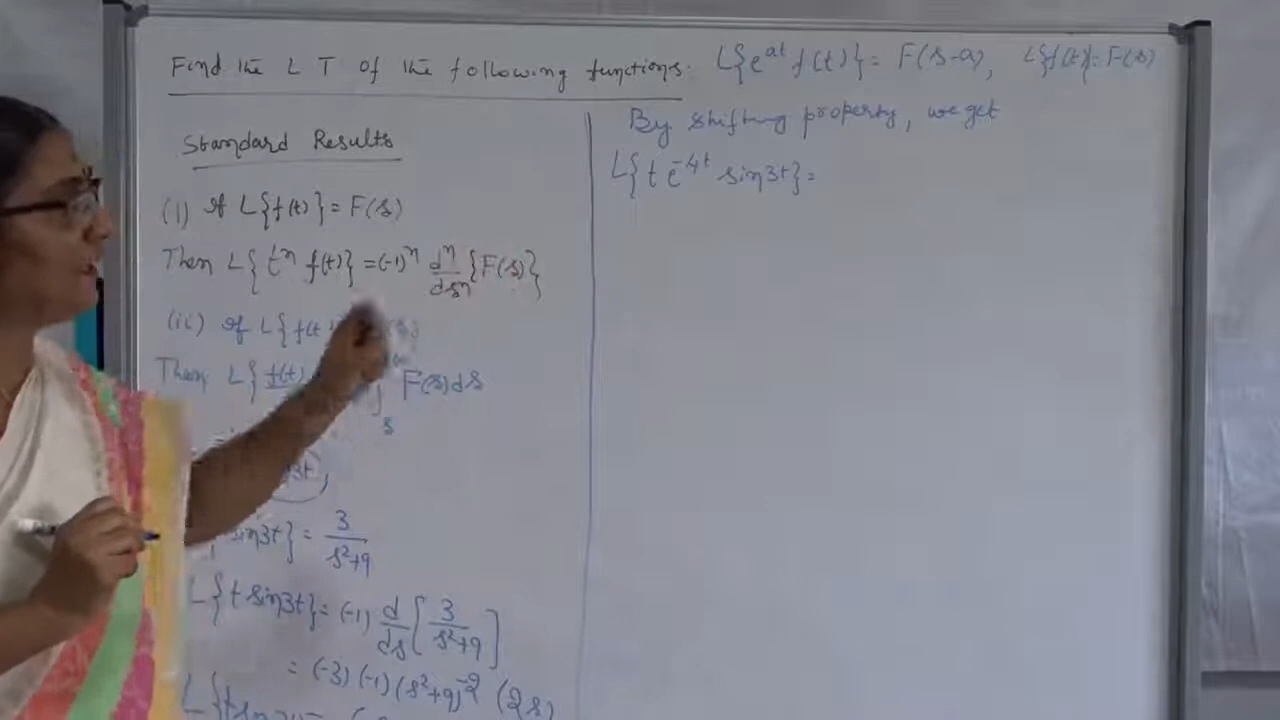 Find the L T of the following functions.
L{e^{at} f(t)} = F(s-a), L{f(t)} = F(s)
Standard Results
(i) If L{f(t)} = F(s)
Then L{t^n f(t)} = (-1)^n d^n/ds^n {F(s)}
(ii) If L{f(t
Then L{f(t) ∫ F(s)ds
s
3t,
sin3t} = 3/(s²+9)
L{t sin3t} = (-1) d/ds [3/(s²+9)]
= (-3)(-1)(s²+9)^{-2} (2s)
L{t sin
By shifting property, we get
L{t e^{-4t} sin3t} =